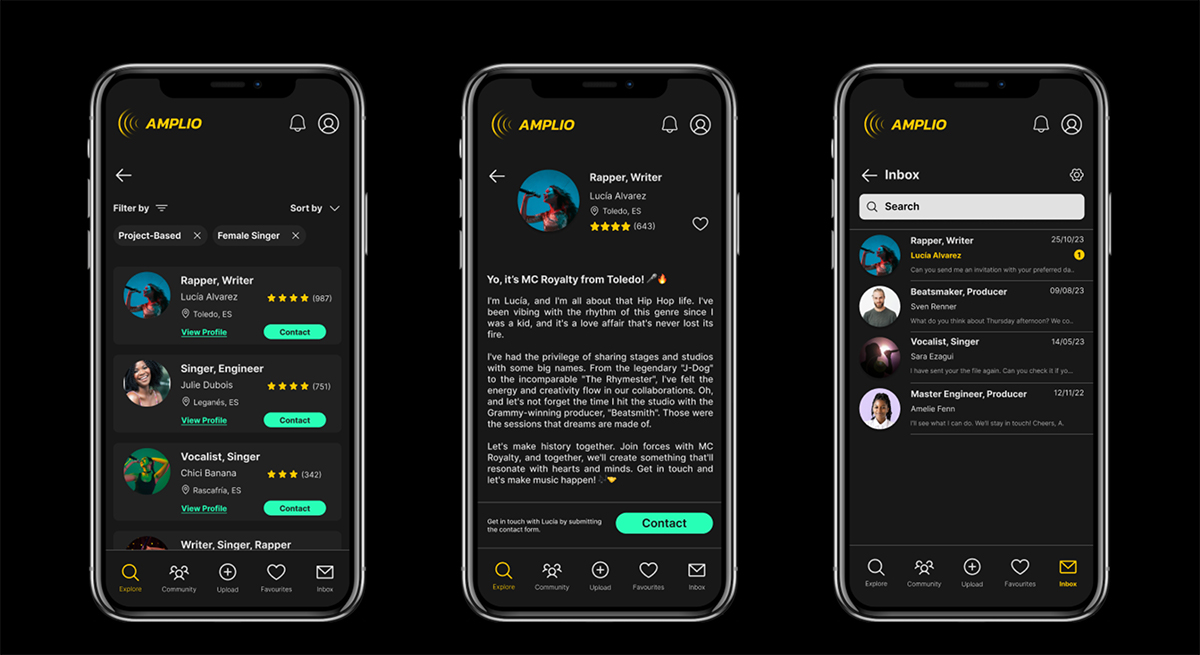 AMPLIO
Filter by
Sort by
Project-Based
Female Singer
Rapper, Writer
Lucía Alvarez
(987)
Toledo, ES
View Profile
Contact
Singer, Engineer
Julie Dubois
(751)
Leganés, ES
View Profile
Contact
Vocalist, Singer
Chici Banana
(342)
Rascafría, ES
View Profile
Contact
Writer, Singer, Rapper
Explore
Community
Upload
Favourites
Inbox
AMPLIO
Rapper, Writer
Lucía Alvarez
Toledo, ES
(643)
Yo, it's MC Royalty from Toledo! 🎤🔥
I'm Lucía, and I'm all about that Hip Hop life. I've
been vibing with the rhythm of this genre since I
was a kid, and it's a love affair that's never lost its
fire.
I've had the privilege of sharing stages and studios
with some big names. From the legendary "J-Dog"
to the incomparable "The Rhymester", I've felt the
energy and creativity flow in our collaborations. Oh,
and let's not forget the time I hit the studio with the
Grammy-winning producer, "Beatsmith". Those were
the sessions that dreams are made of.
Let's make history together. Join forces with MC
Royalty, and together, we'll create something that'll
resonate with hearts and minds. Get in touch and
let's make music happen! 🎶🤝
Get in touch with Lucía by submitting
the contact form.
Contact
Explore
Community
Upload
Favourites
Inbox
AMPLIO
Inbox
Search
Rapper, Writer
25/10/23
Lucía Alvarez
1
Can you send me an invitation with your preferred da..
Beatsmaker, Producer
09/08/23
Sven Renner
What do you think about Thursday afternoon? We co..
Vocalist, Singer
14/05/23
Sara Ezagui
I have sent your the file again. Can you check it if yo..
Master Engineer, Producer
12/11/22
Amelie Fenn
I'll see what I can do. We'll stay in touch! Cheers, A.
Explore
Community
Upload
Favourites
Inbox